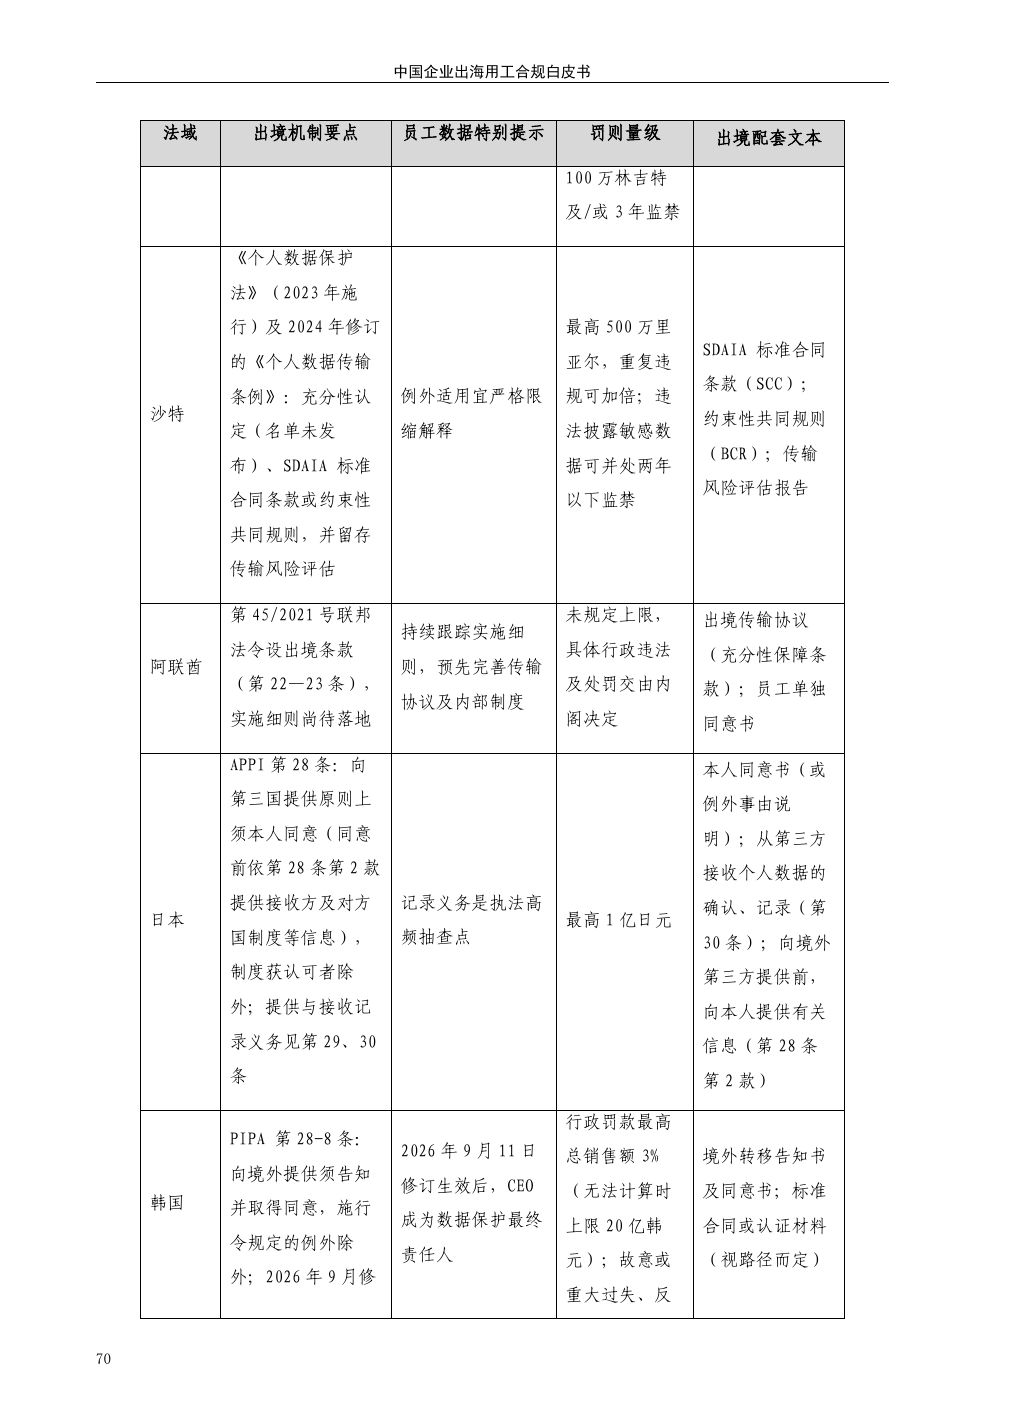 中国企业出海用工合规白皮书
法域 出境机制要点 员工数据特别提示 罚则量级 出境配套文本
100 万林吉特
及/或 3 年监禁
沙特
《个人数据保护
法》（2023 年施
行）及 2024 年修订
的《个人数据传输
条例》：充分性认
定（名单未发
布）、SDAIA 标准
合同条款或约束性
共同规则，并留存
传输风险评估
例外适用宜严格限
缩解释
最高 500 万里
亚尔，重复违
规可加倍；违
法披露敏感数
据可并处两年
以下监禁
SDAIA 标准合同
条款（SCC）；
约束性共同规则
（BCR）；传输
风险评估报告
阿联酋
第 45/2021 号联邦
法令设出境条款
（第 22—23 条），
实施细则尚待落地
持续跟踪实施细
则，预先完善传输
协议及内部制度
未规定上限，
具体行政违法
及处罚交由内
阁决定
出境传输协议
（充分性保障条
款）；员工单独
同意书
日本
APPI 第 28 条：向
第三国提供原则上
须本人同意（同意
前依第 28 条第 2 款
提供接收方及对方
国制度等信息），
制度获认可者除
外；提供与接收记
录义务见第 29、30
条
记录义务是执法高
频抽查点
最高 1 亿日元
本人同意书（或
例外事由说
明）；从第三方
接收个人数据的
确认、记录（第
30 条）；向境外
第三方提供前，
向本人提供有关
信息（第 28 条
第 2 款）
韩国
PIPA 第 28-8 条：
向境外提供须告知
并取得同意，施行
令规定的例外除
外；2026 年 9 月修
2026 年 9 月 11 日
修订生效后，CEO
成为数据保护最终
责任人
行政罚款最高
总销售额 3%
（无法计算时
上限 20 亿韩
元）；故意或
重大过失、反
境外转移告知书
及同意书；标准
合同或认证材料
（视路径而定）
70